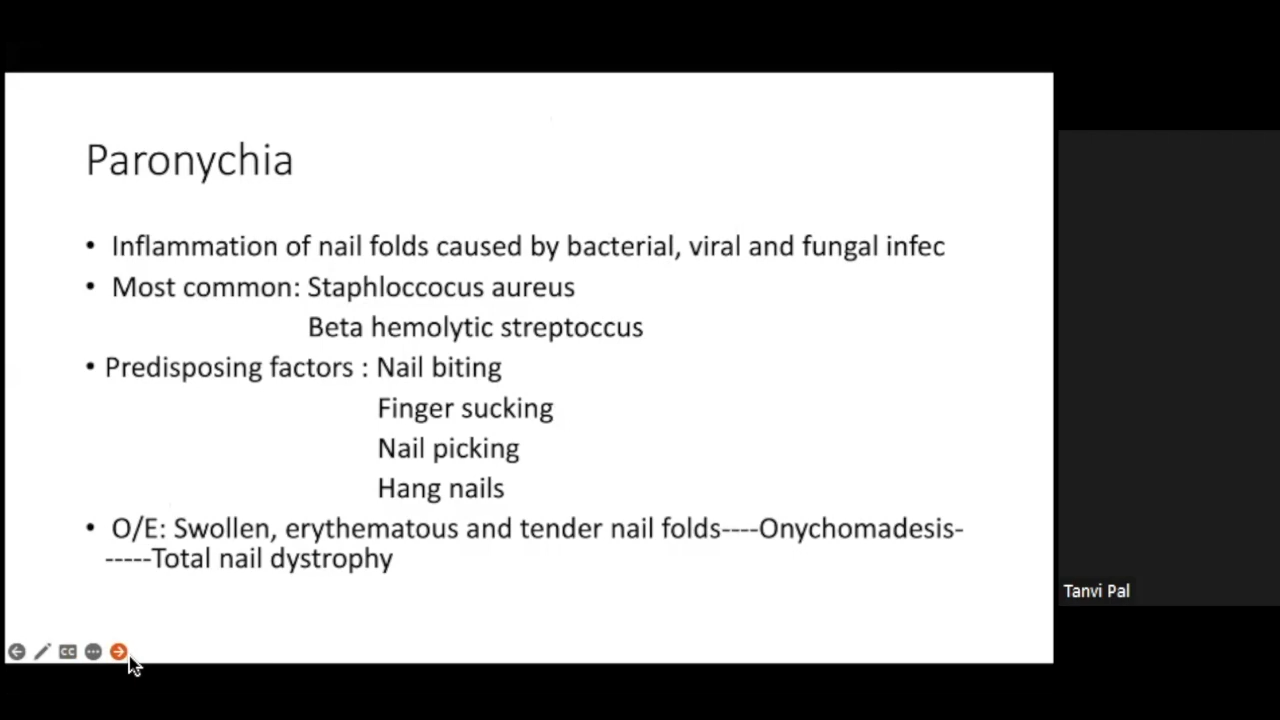 Paronychia
• Inflammation of nail folds caused by bacterial, viral and fungal infec
• Most common: Staphloccocus aureus
Beta hemolytic streptoccus
• Predisposing factors : Nail biting
Finger sucking
Nail picking
Hang nails
• O/E: Swollen, erythematous and tender nail folds----Onychomadesis-
-----Total nail dystrophy
CC
Tanvi Pal